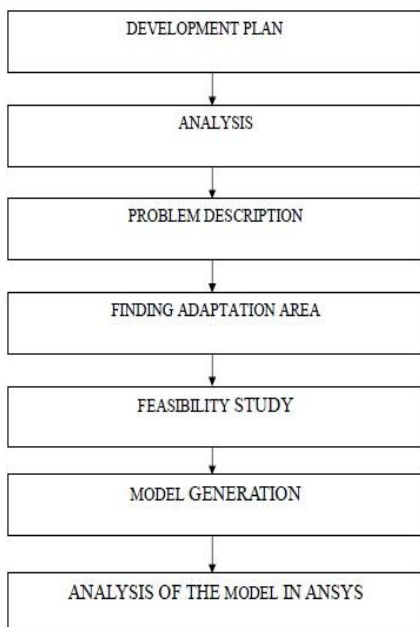 DEVELOPMENT PLAN
ANALYSIS
PROBLEM DESCRIPTION
FINDING ADAPTATION AREA
FEASIBILITY STUDY
MODEL GENERATION
ANALYSIS OF THE MODEL IN ANSYS